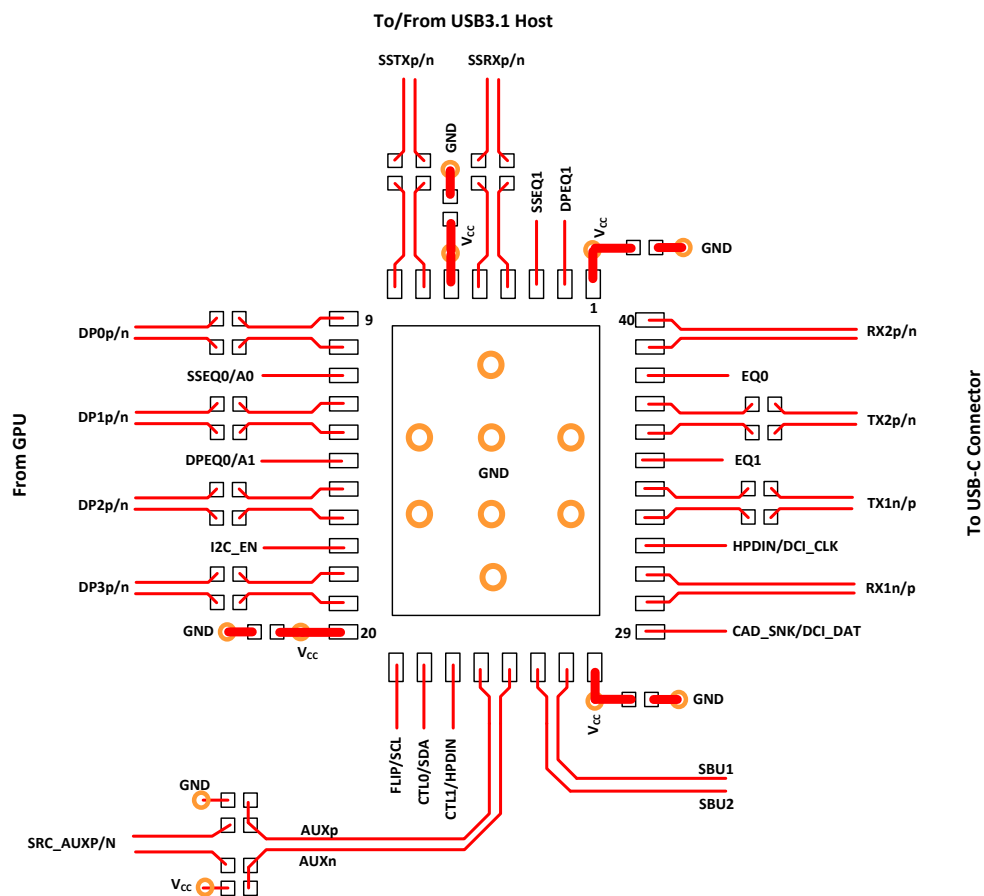 To/From USB3.1 Host
SSTXp/n
SSRXp/n
GND
SSEQ1
DPEQ1
VCC
VCC
GND
1
9
40
DP0p/n
RX2p/n
SSEQ0/A0
EQ0
DP1p/n
TX2p/n
From GPU
DPEQ0/A1
GND
EQ1
To USB-C Connector
DP2p/n
TX1n/p
I2C_EN
HPDIN/DCI_CLK
DP3p/n
RX1n/p
GND
20
29
CAD_SNK/DCI_DAT
VCC
GND
VCC
FLIP/SCL
CTL0/SDA
CTL1/HPDIN
SBU1
SBU2
GND
AUXp
SRC_AUXP/N
AUXn
VCC